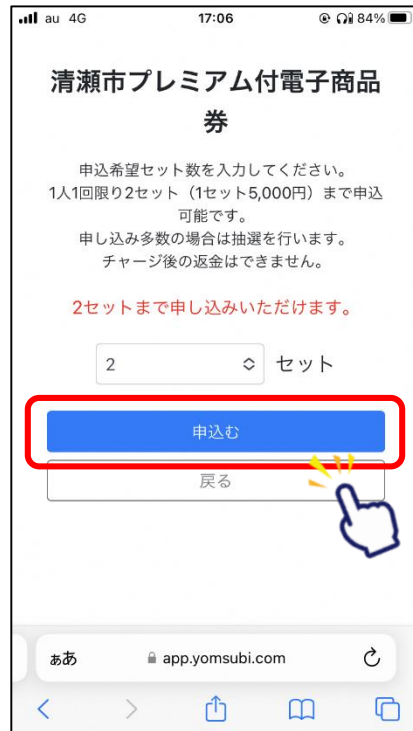 au 4G 17:06 84%
清瀬市プレミアム付電子商品
券
申込希望セット数を入力してください。
1人1回限り2セット（1セット5,000円）まで申込
可能です。
申し込み多数の場合は抽選を行います。
チャージ後の返金はできません。
2セットまで申し込みいただけます。
2 セット
申込む
戻る
ぁあ app.yomsubi.com